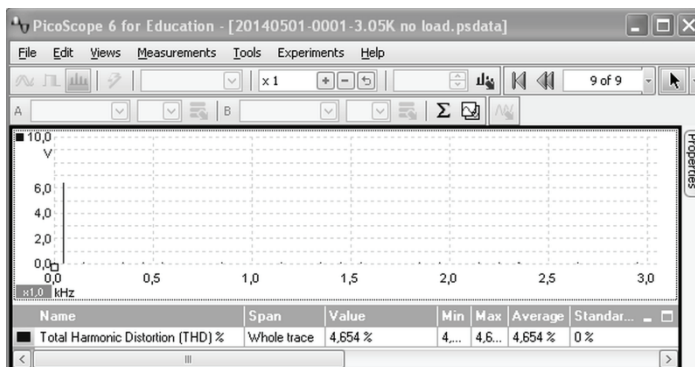 PicoScope 6 for Education - [20140501-0001-3.05K no load.psdata]
File Edit Views Measurements Tools Experiments Help
x 1 9 of 9
A B Σ
10,0
V
6,0
4,0
2,0
0,0
0,0 0,5 1,0 1,5 2,0 2,5 3,0
x1,0 kHz
Properties
Name Span Value Min Max Average Standar...
Total Harmonic Distortion (THD) % Whole trace 4,654 % 4,... 4,6... 4,654 % 0 %